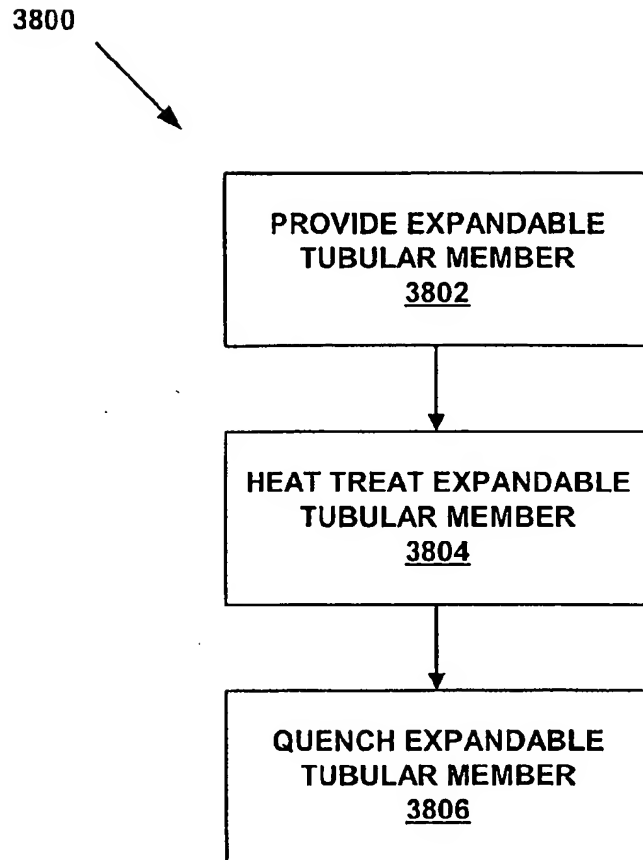 3800
PROVIDE EXPANDABLE
TUBULAR MEMBER
3802
HEAT TREAT EXPANDABLE
TUBULAR MEMBER
3804
QUENCH EXPANDABLE
TUBULAR MEMBER
3806